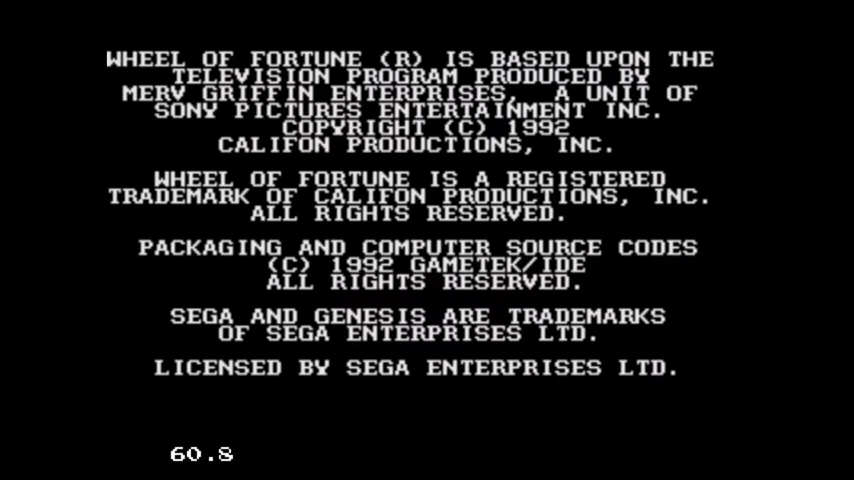 WHEEL OF FORTUNE (R) IS BASED UPON THE
TELEVISION PROGRAM PRODUCED BY
MERV GRIFFIN ENTERPRISES, A UNIT OF
SONY PICTURES ENTERTAINMENT INC.
COPYRIGHT (C) 1992
CALIFON PRODUCTIONS, INC.
WHEEL OF FORTUNE IS A REGISTERED
TRADEMARK OF CALIFON PRODUCTIONS, INC.
ALL RIGHTS RESERVED.
PACKAGING AND COMPUTER SOURCE CODES
(C) 1992 GAMETEK/IDE
ALL RIGHTS RESERVED.
SEGA AND GENESIS ARE TRADEMARKS
OF SEGA ENTERPRISES LTD.
LICENSED BY SEGA ENTERPRISES LTD.
60.8